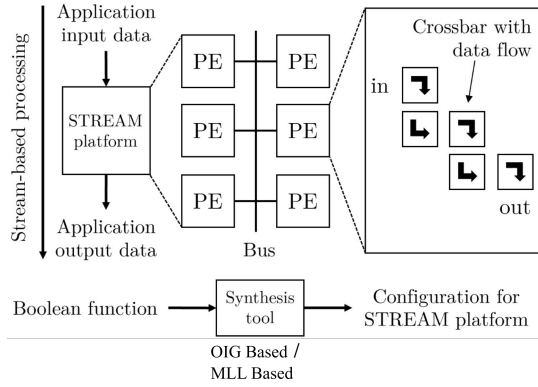 Stream-based processing
Application
input data
STREAM
platform
Application
output data
PE
PE
PE
PE
PE
PE
Bus
Crossbar with
data flow
in
out
Boolean function
Synthesis
tool
Configuration for
STREAM platform
OIG Based /
MLL Based